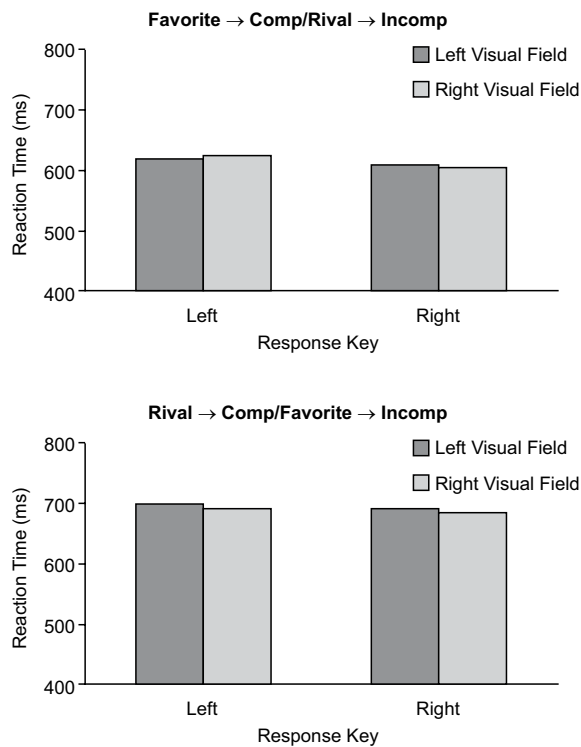 Favorite → Comp/Rival → Incomp
800
700
600
500
400
Reaction Time (ms)
Left Visual Field
Right Visual Field
Left
Right
Response Key
Rival → Comp/Favorite → Incomp
800
700
600
500
400
Reaction Time (ms)
Left Visual Field
Right Visual Field
Left
Right
Response Key